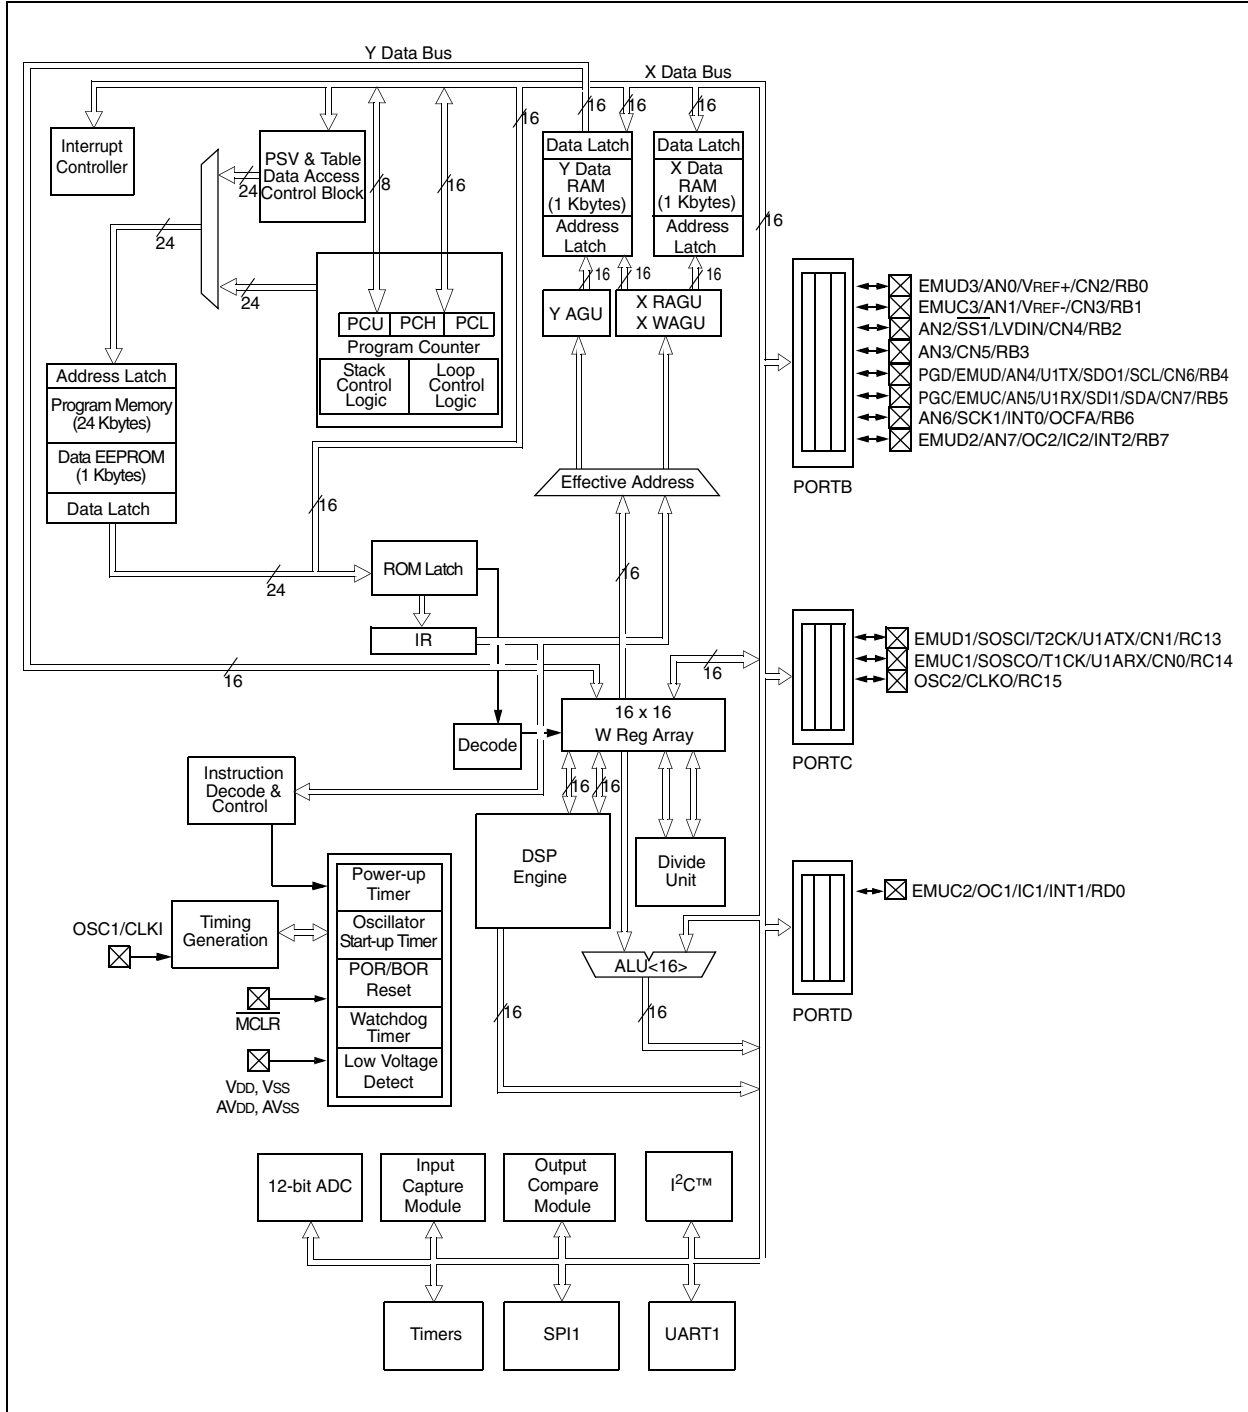 Y Data Bus
X Data Bus
16
16
16
16
16
Interrupt
Controller
PSV & Table
Data Access
Control Block
24
8
16
24
24
Data Latch
Y Data
RAM
(1 Kbytes)
Address
Latch
Data Latch
X Data
RAM
(1 Kbytes)
Address
Latch
16
16
16
Y AGU
X RAGU
X WAGU
PCU
PCH
PCL
Program Counter
Stack
Control
Logic
Loop
Control
Logic
Address Latch
Program Memory
(24 Kbytes)
Data EEPROM
(1 Kbytes)
Data Latch
16
24
Effective Address
16
ROM Latch
IR
16
16
16 x 16
W Reg Array
Decode
Instruction
Decode &
Control
16
16
DSP
Engine
Divide
Unit
Power-up
Timer
Oscillator
Start-up Timer
POR/BOR
Reset
Watchdog
Timer
Low Voltage
Detect
OSC1/CLKI
Timing
Generation
MCLR
VDD, VSS
AVDD, AVSS
ALU<16>
16
16
EMUD3/AN0/VREF+/CN2/RB0
EMUC3/AN1/VREF-/CN3/RB1
AN2/SS1/LVDIN/CN4/RB2
AN3/CN5/RB3
PGD/EMUD/AN4/U1TX/SDO1/SCL/CN6/RB4
PGC/EMUC/AN5/U1RX/SDI1/SDA/CN7/RB5
AN6/SCK1/INT0/OCFA/RB6
EMUD2/AN7/OC2/IC2/INT2/RB7
PORTB
EMUD1/SOSCI/T2CK/U1ATX/CN1/RC13
EMUC1/SOSCO/T1CK/U1ARX/CN0/RC14
OSC2/CLKO/RC15
PORTC
EMUC2/OC1/IC1/INT1/RD0
PORTD
12-bit ADC
Input
Capture
Module
Output
Compare
Module
I²C™
Timers
SPI1
UART1